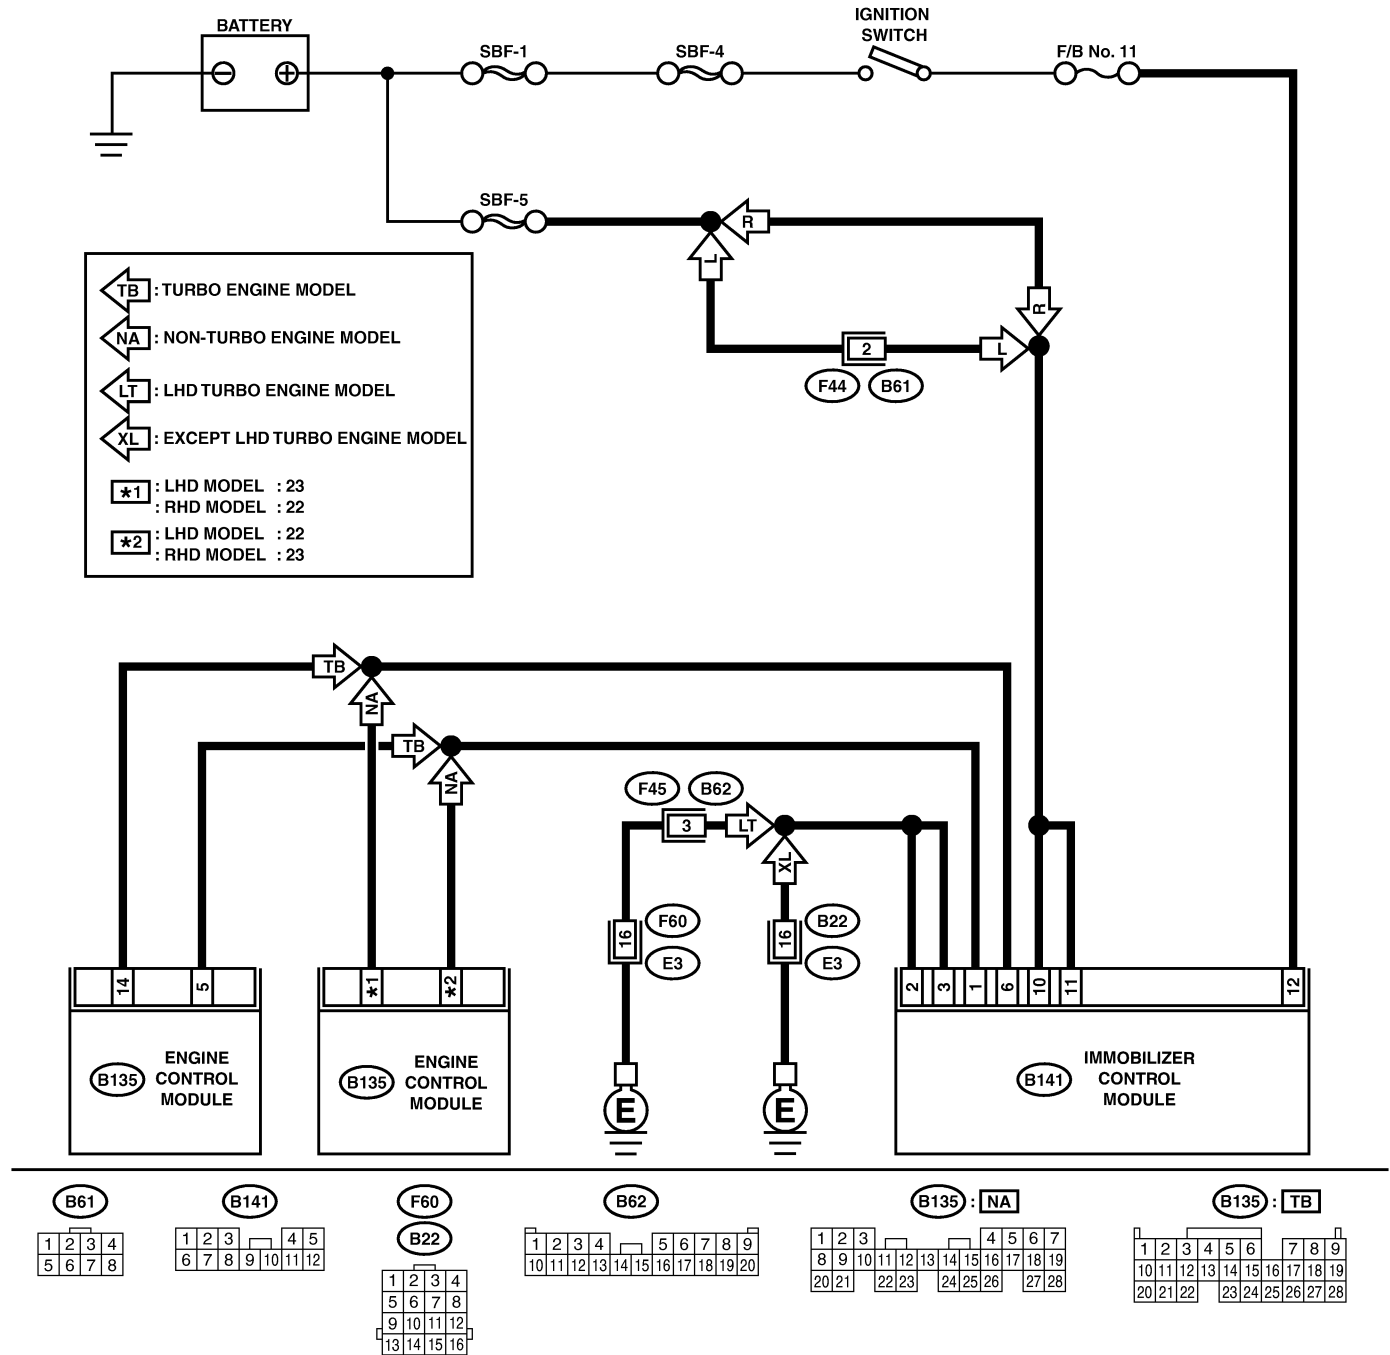 BATTERY
SBF-1
SBF-4
IGNITION
SWITCH
F/B No. 11
SBF-5
R
L
R
L
2
F44
B61
TB : TURBO ENGINE MODEL
NA : NON-TURBO ENGINE MODEL
LT : LHD TURBO ENGINE MODEL
XL : EXCEPT LHD TURBO ENGINE MODEL
*1 : LHD MODEL : 23
: RHD MODEL : 22
*2 : LHD MODEL : 22
: RHD MODEL : 23
TB
NA
TB
NA
F45
B62
3
LT
XL
16
F60
E3
16
B22
E3
14 5
*1 *2
2 3 1 6 10 11 12
B135
ENGINE
CONTROL
MODULE
B135
ENGINE
CONTROL
MODULE
E
E
B141
IMMOBILIZER
CONTROL
MODULE
B61
1 2 3 4
5 6 7 8
B141
1 2 3 4 5
6 7 8 9 10 11 12
F60
B22
1 2 3 4
5 6 7 8
9 10 11 12
13 14 15 16
B62
1 2 3 4 5 6 7 8 9
10 11 12 13 14 15 16 17 18 19 20
B135 : NA
1 2 3 4 5 6 7
8 9 10 11 12 13 14 15 16 17 18 19
20 21 22 23 24 25 26 27 28
B135 : TB
1 2 3 4 5 6 7 8 9
10 11 12 13 14 15 16 17 18 19
20 21 22 23 24 25 26 27 28